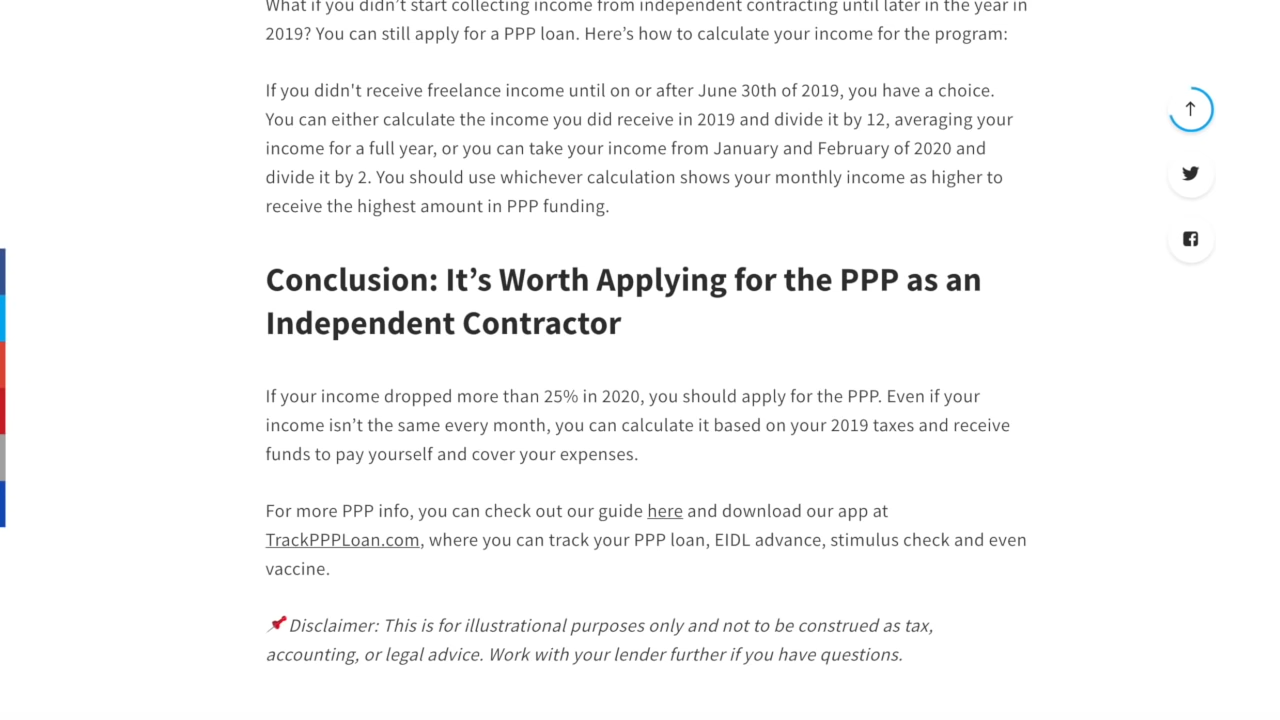 What if you didn’t start collecting income from independent contracting until later in the year in
2019? You can still apply for a PPP loan. Here’s how to calculate your income for the program:
If you didn't receive freelance income until on or after June 30th of 2019, you have a choice.
You can either calculate the income you did receive in 2019 and divide it by 12, averaging your
income for a full year, or you can take your income from January and February of 2020 and
divide it by 2. You should use whichever calculation shows your monthly income as higher to
receive the highest amount in PPP funding.
Conclusion: It’s Worth Applying for the PPP as an
Independent Contractor
If your income dropped more than 25% in 2020, you should apply for the PPP. Even if your
income isn’t the same every month, you can calculate it based on your 2019 taxes and receive
funds to pay yourself and cover your expenses.
For more PPP info, you can check out our guide here and download our app at
TrackPPPLoan.com, where you can track your PPP loan, EIDL advance, stimulus check and even
vaccine.
Disclaimer: This is for illustrational purposes only and not to be construed as tax,
accounting, or legal advice. Work with your lender further if you have questions.